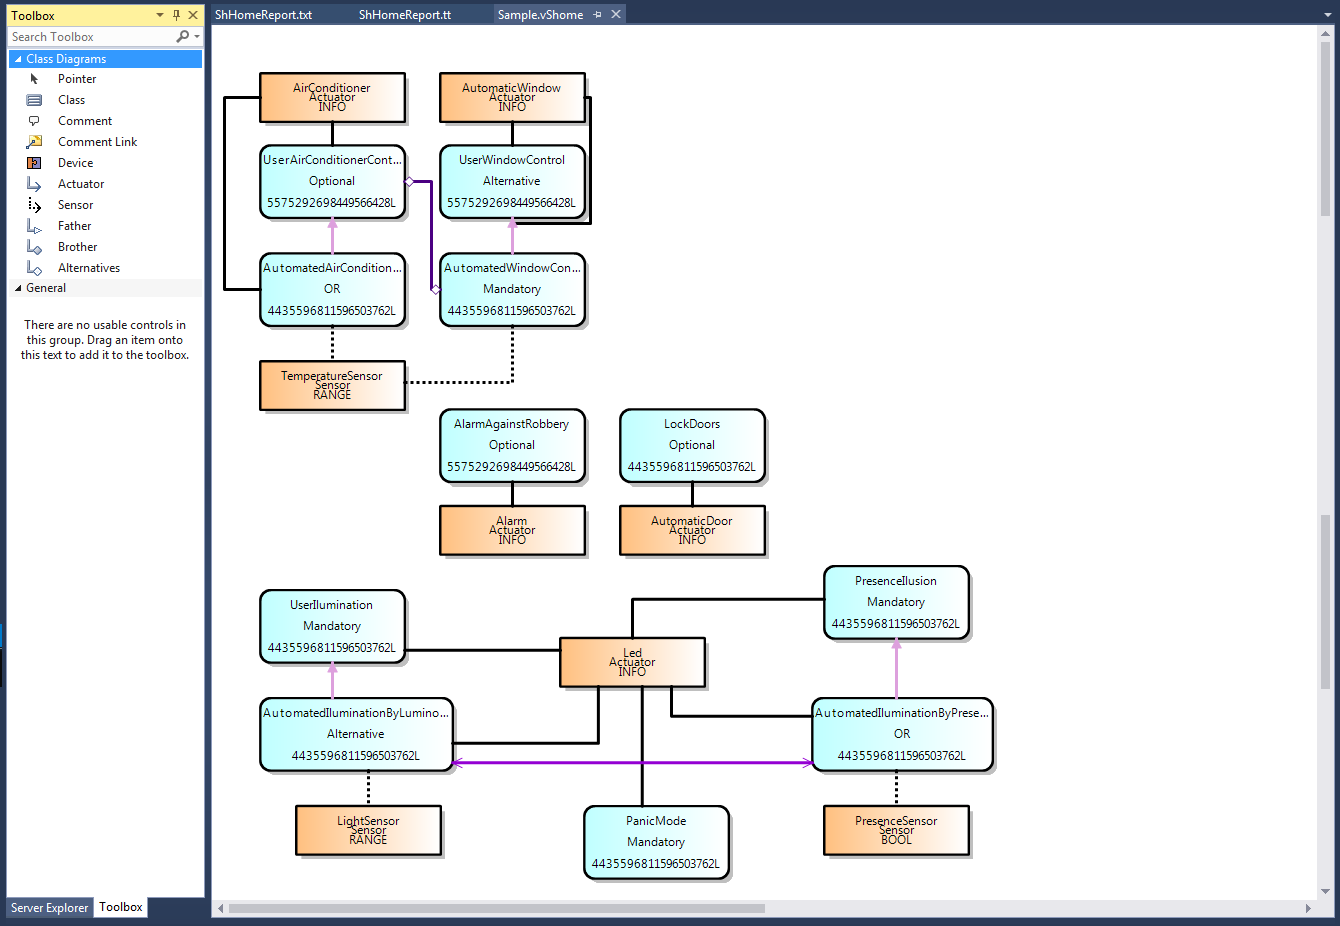 Toolbox
Search Toolbox
Class Diagrams
Pointer
Class
Comment
Comment Link
Device
Actuator
Sensor
Father
Brother
Alternatives
General
There are no usable controls in
this group. Drag an item onto
this text to add it to the toolbox.
Server Explorer
Toolbox
ShHomeReport.txt
ShHomeReport.tt
Sample.vShome
AirConditioner
Actuator
INFO
AutomaticWindow
Actuator
INFO
UserAirConditionerCont...
Optional
5575292698449566428L
UserWindowControl
Alternative
5575292698449566428L
AutomatedAirCondition...
OR
4435596811596503762L
AutomatedWindowCon...
Mandatory
4435596811596503762L
TemperatureSensor
Sensor
RANGE
AlarmAgainstRobbery
Optional
5575292698449566428L
LockDoors
Optional
4435596811596503762L
Alarm
Actuator
INFO
AutomaticDoor
Actuator
INFO
UserIlumination
Mandatory
4435596811596503762L
Led
Actuator
INFO
PresenceIlusion
Mandatory
4435596811596503762L
AutomatedIluminationByLumino...
Alternative
4435596811596503762L
AutomatedIluminationByPrese...
OR
4435596811596503762L
LightSensor
Sensor
RANGE
PanicMode
Mandatory
4435596811596503762L
PresenceSensor
Sensor
BOOL